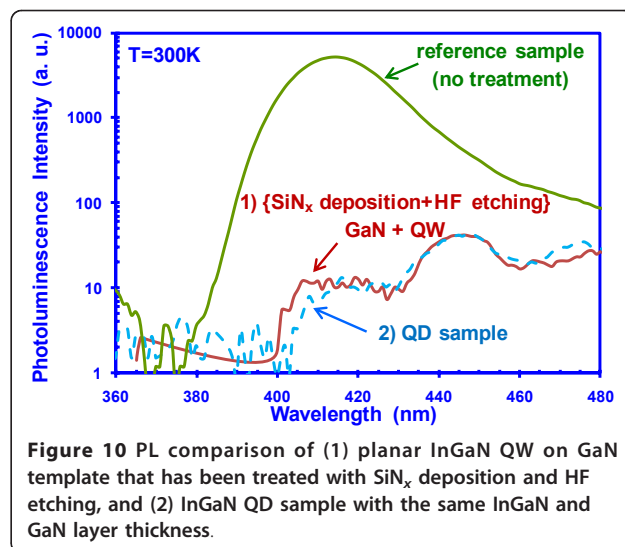 10000
1000
100
10
1
Photoluminescence Intensity (a. u.)
T=300K
reference sample
(no treatment)
1) {SiNx deposition+HF etching}
GaN + QW
2) QD sample
360 380 400 420 440 460 480
Wavelength (nm)
Figure 10 PL comparison of (1) planar InGaN QW on GaN
template that has been treated with SiNx deposition and HF
etching, and (2) InGaN QD sample with the same InGaN and
GaN layer thickness.